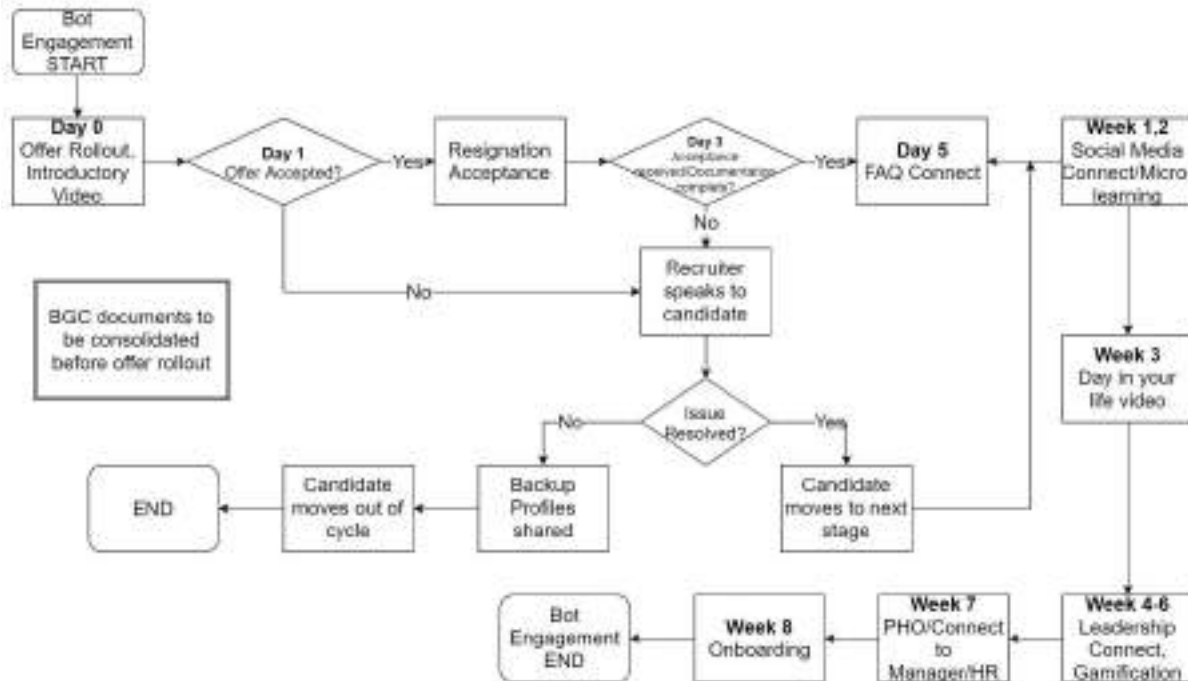 Bot
Engagement
START
Day 0
Offer Rollout,
Introductory
Video
Day 1
Offer Accepted?
Yes
Resignation
Acceptance
Day 3
Acceptance
received/Documentation
complete?
Yes
Day 5
FAQ Connect
Week 1,2
Social Media
Connect/Micro
learning
No
No
Recruiter
speaks to
candidate
BGC documents to
be consolidated
before offer rollout
Week 3
Day in your
life video
Issue
Resolved?
No
Yes
END
Candidate
moves out of
cycle
Backup
Profiles
shared
Candidate
moves to next
stage
Bot
Engagement
END
Week 8
Onboarding
Week 7
PHO/Connect
to
Manager/HR
Week 4-6
Leadership
Connect,
Gamification